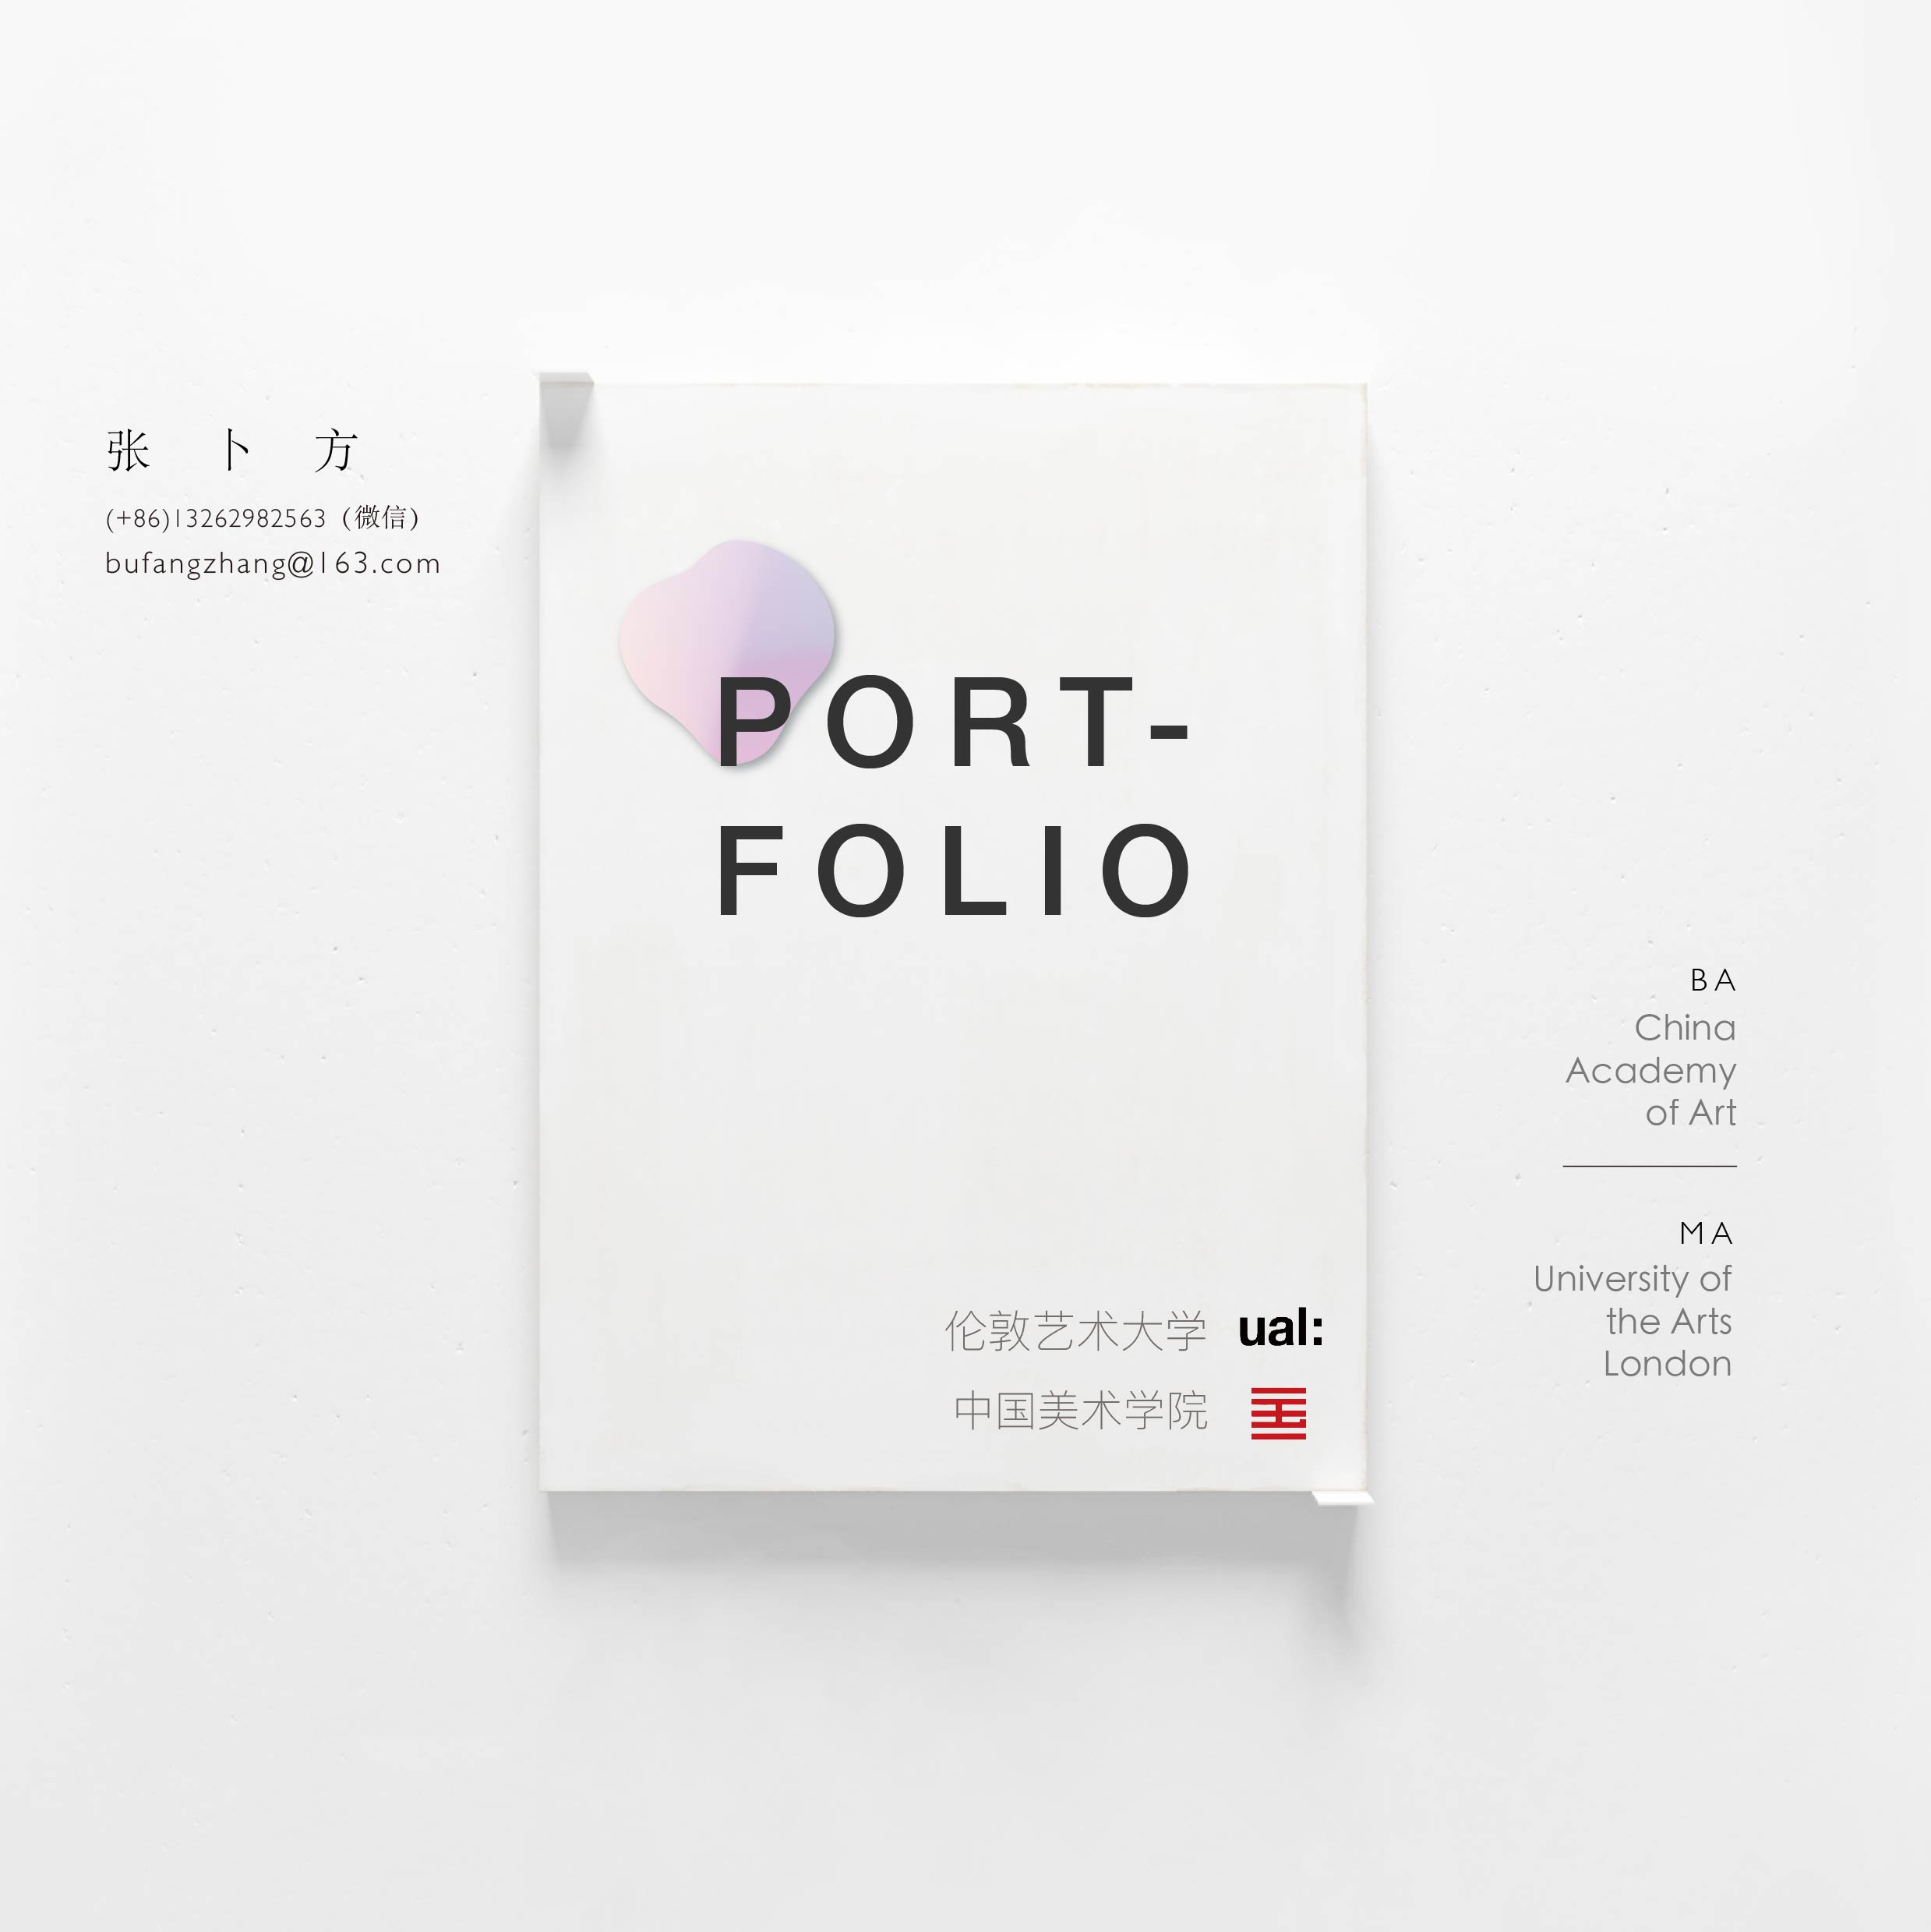 张 卜 方
(+86)13262982563（微信）
bufangzhang@163.com
PORT-
FOLIO
BA
China
Academy
of Art
MA
University of
the Arts
London
伦敦艺术大学 ual:
中国美术学院